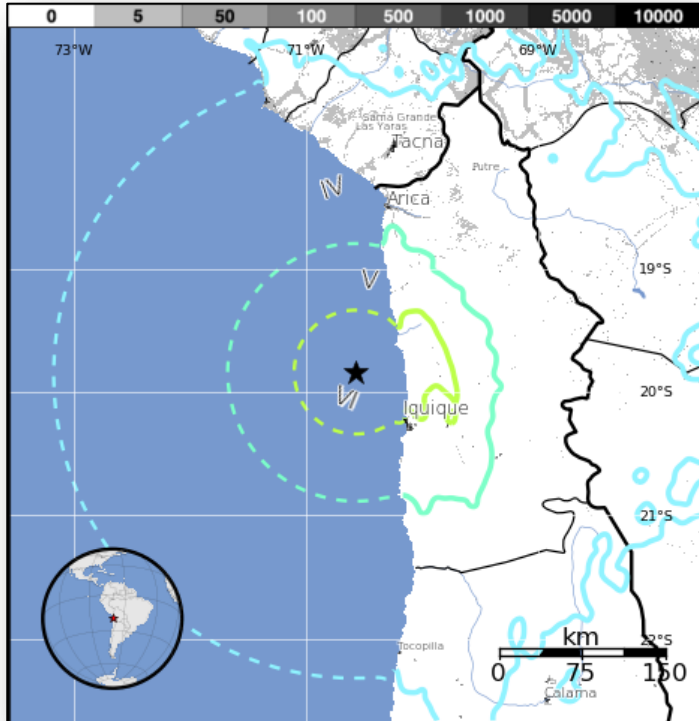 0 5 50 100 500 1000 5000 10000
73°W 71°W 69°W
Sama Grande
Las Yaras
Tacna
Putre
IV
Arica
19°S
V
20°S
VI
Iquique
21°S
km
22°S
Tocopilla
0 75 150
Calama